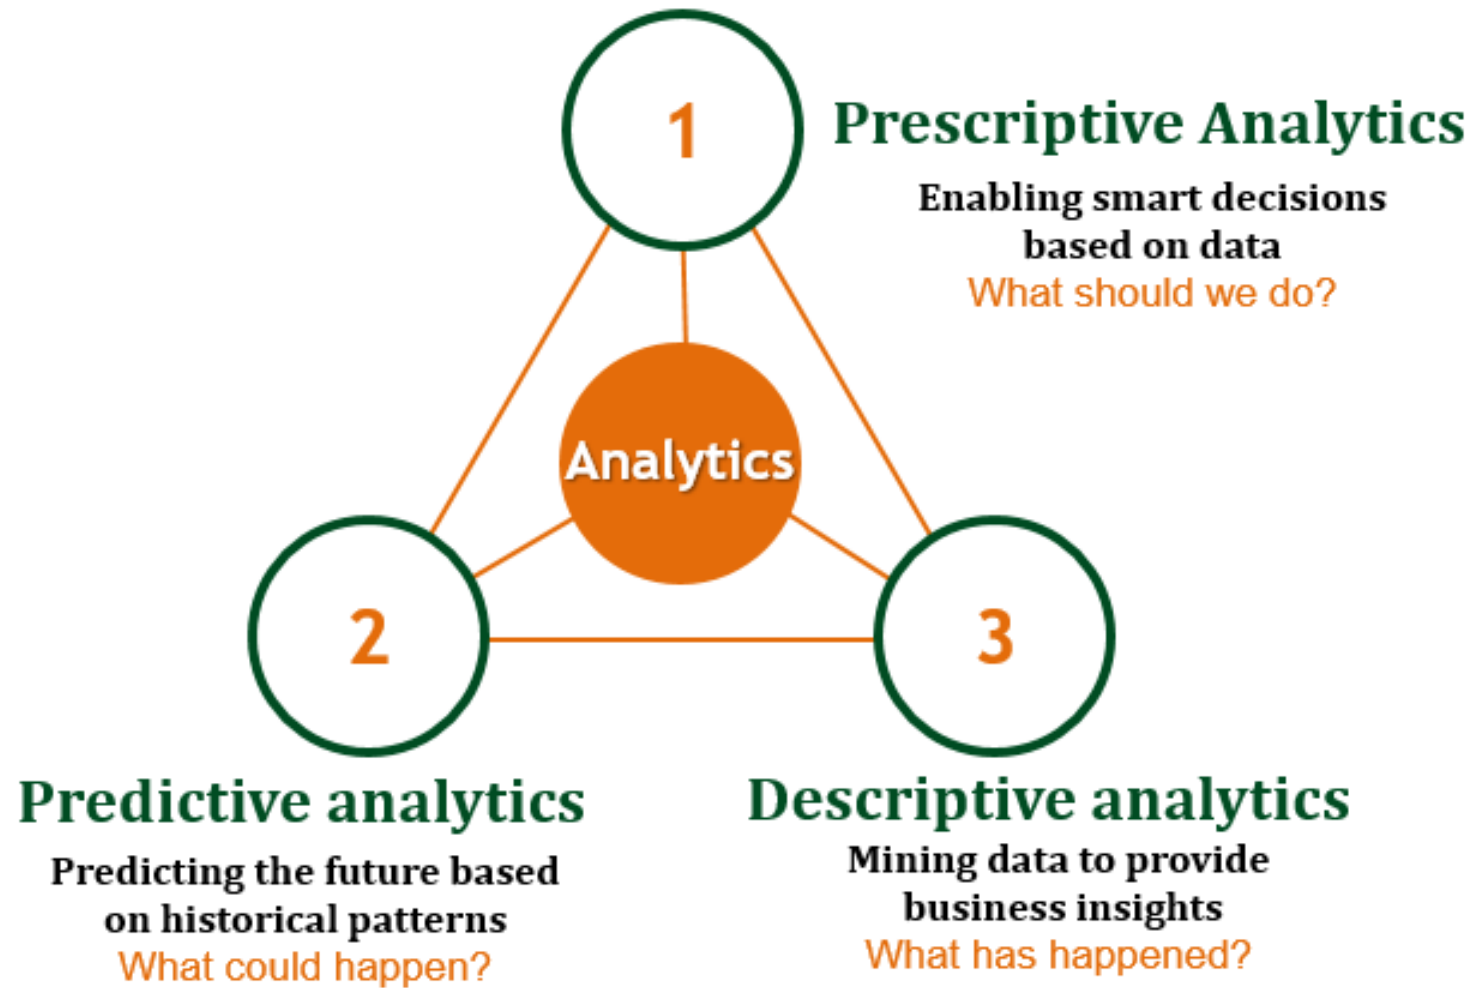 1
Prescriptive Analytics
Enabling smart decisions
based on data
What should we do?
Analytics
2
3
Predictive analytics
Predicting the future based
on historical patterns
What could happen?
Descriptive analytics
Mining data to provide
business insights
What has happened?